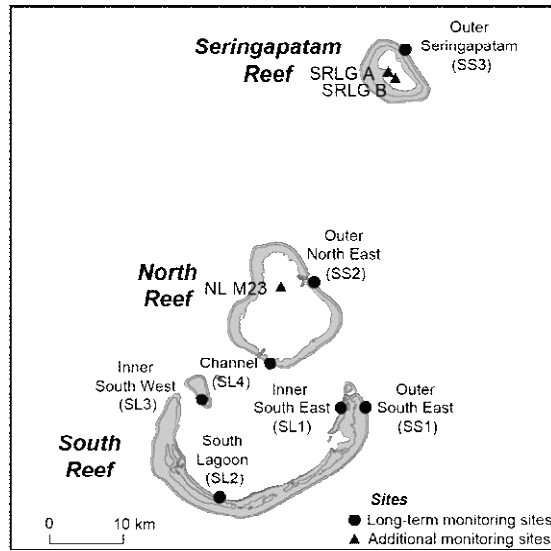 Outer
Seringapatam
(SS3)
Seringapatam
Reef
SRLG A
SRLG B
Outer
North East
(SS2)
North
Reef
NL M23
Inner
South West
(SL3)
Channel
(SL4)
Inner
South East
(SL1)
Outer
South East
(SS1)
South
Reef
South
Lagoon
(SL2)
Sites
Long-term monitoring sites
Additional monitoring sites
0 10 km